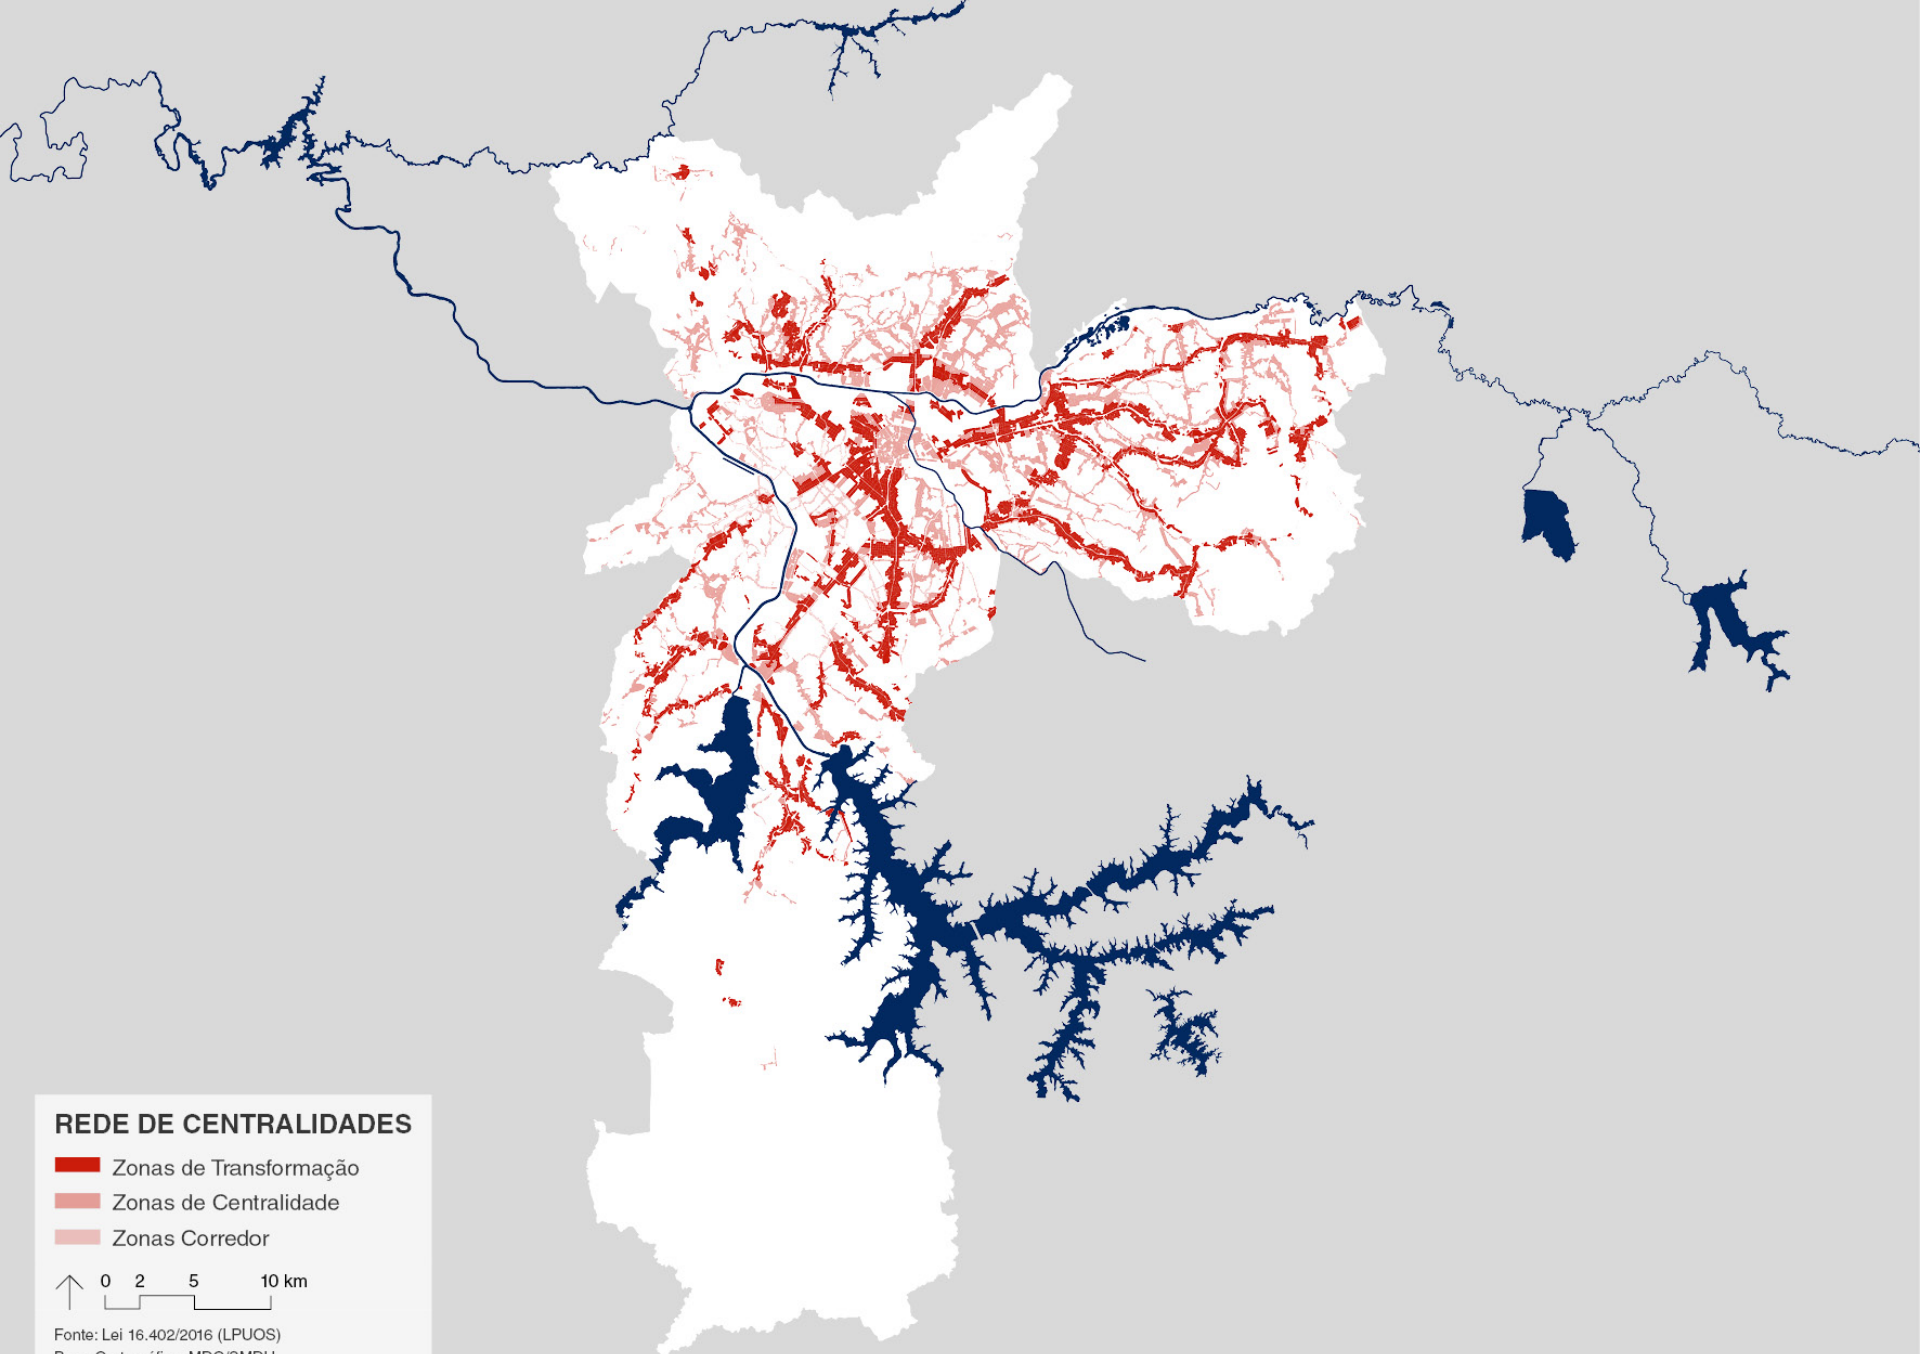 REDE DE CENTRALIDADES
Zonas de Transformação
Zonas de Centralidade
Zonas Corredor
0 2 5 10 km
Fonte: Lei 16.402/2016 (LPUOS)